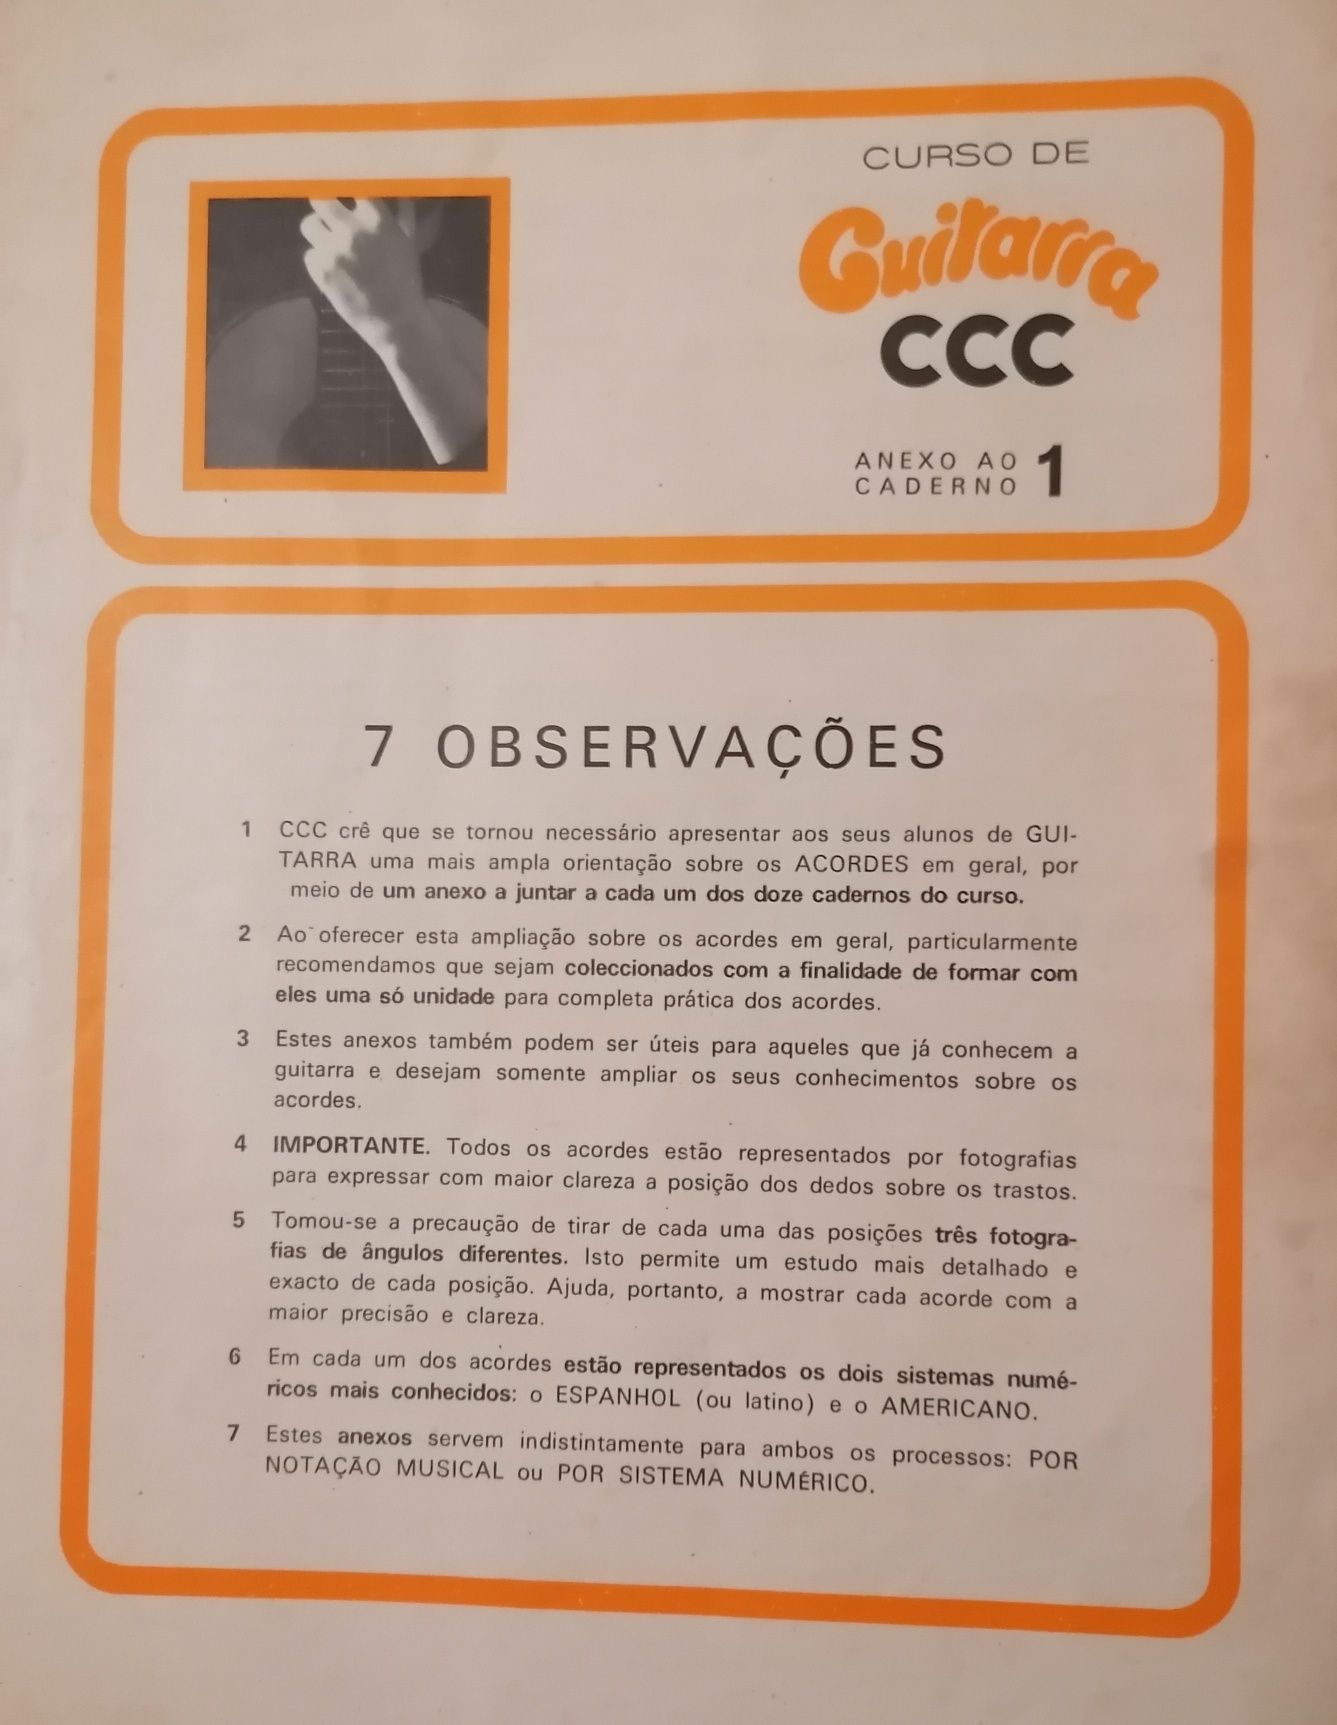 CURSO DE
Guitarra
CCC
ANEXO AO
CADERNO 1
7 OBSERVAÇÕES
1 CCC crê que se tornou necessário apresentar aos seus alunos de GUI-
TARRA uma mais ampla orientação sobre os ACORDES em geral, por
meio de um anexo a juntar a cada um dos doze cadernos do curso.
2 Ao oferecer esta ampliação sobre os acordes em geral, particularmente
recomendamos que sejam coleccionados com a finalidade de formar com
eles uma só unidade para completa prática dos acordes.
3 Estes anexos também podem ser úteis para aqueles que já conhecem a
guitarra e desejam somente ampliar os seus conhecimentos sobre os
acordes.
4 IMPORTANTE. Todos os acordes estão representados por fotografias
para expressar com maior clareza a posição dos dedos sobre os trastos.
5 Tomou-se a precaução de tirar de cada uma das posições três fotogra-
fias de ângulos diferentes. Isto permite um estudo mais detalhado e
exacto de cada posição. Ajuda, portanto, a mostrar cada acorde com a
maior precisão e clareza.
6 Em cada um dos acordes estão representados os dois sistemas numé-
ricos mais conhecidos: o ESPANHOL (ou latino) e o AMERICANO.
7 Estes anexos servem indistintamente para ambos os processos: POR
NOTAÇÃO MUSICAL ou POR SISTEMA NUMÉRICO.